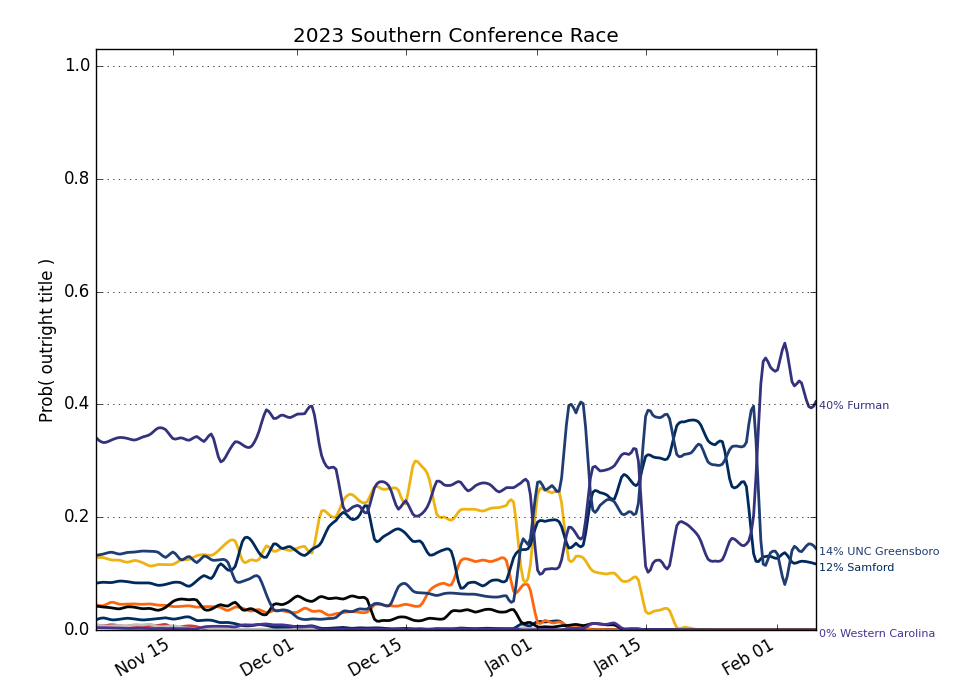 2023 Southern Conference Race
1.0
0.8
0.6
0.4
0.2
0.0
Prob( outright title )
40% Furman
14% UNC Greensboro
12% Samford
0% Western Carolina
Nov 15
Dec 01
Dec 15
Jan 01
Jan 15
Feb 01